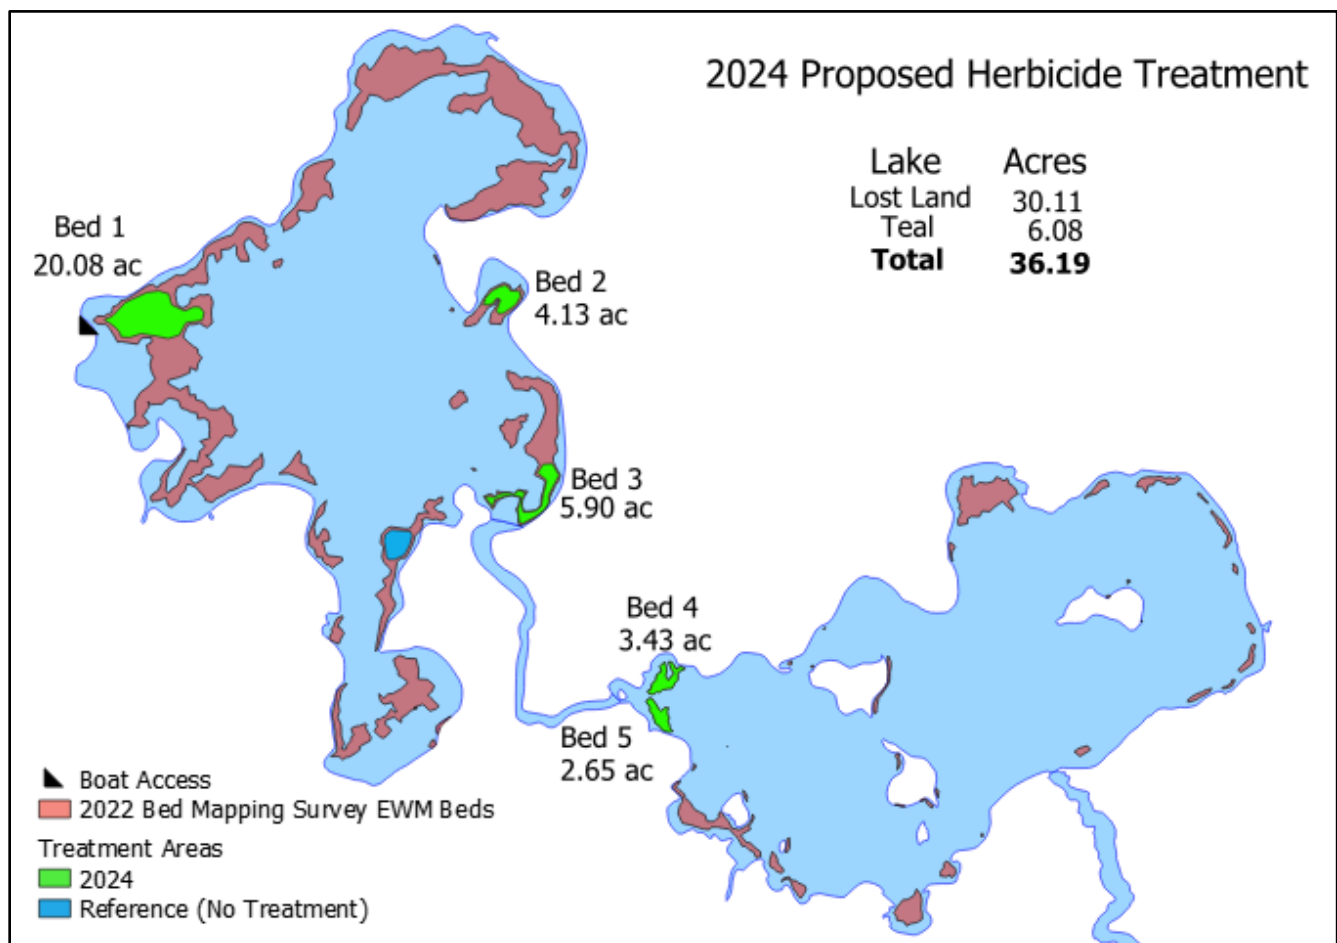 2024 Proposed Herbicide Treatment
Lake Acres
Lost Land 30.11
Teal 6.08
Total 36.19
Bed 1
20.08 ac
Bed 2
4.13 ac
Bed 3
5.90 ac
Bed 4
3.43 ac
Bed 5
2.65 ac
Boat Access
2022 Bed Mapping Survey EWM Beds
Treatment Areas
2024
Reference (No Treatment)